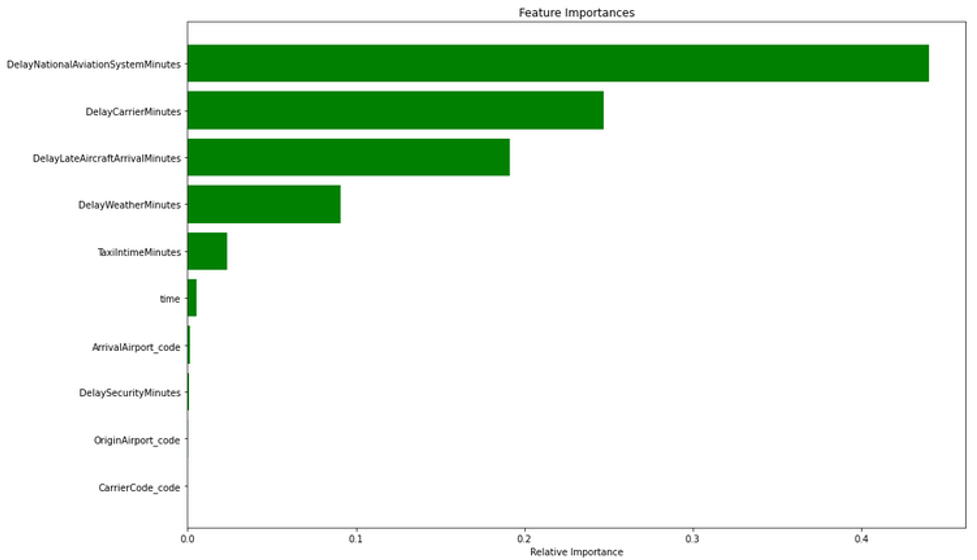 Feature Importances
DelayNationalAviationSystemMinutes
DelayCarrierMinutes
DelayLateAircraftArrivalMinutes
DelayWeatherMinutes
TaxiIntimeMinutes
time
ArrivalAirport_code
DelaySecurityMinutes
OriginAirport_code
CarrierCode_code
0.0 0.1 0.2 0.3 0.4
Relative Importance